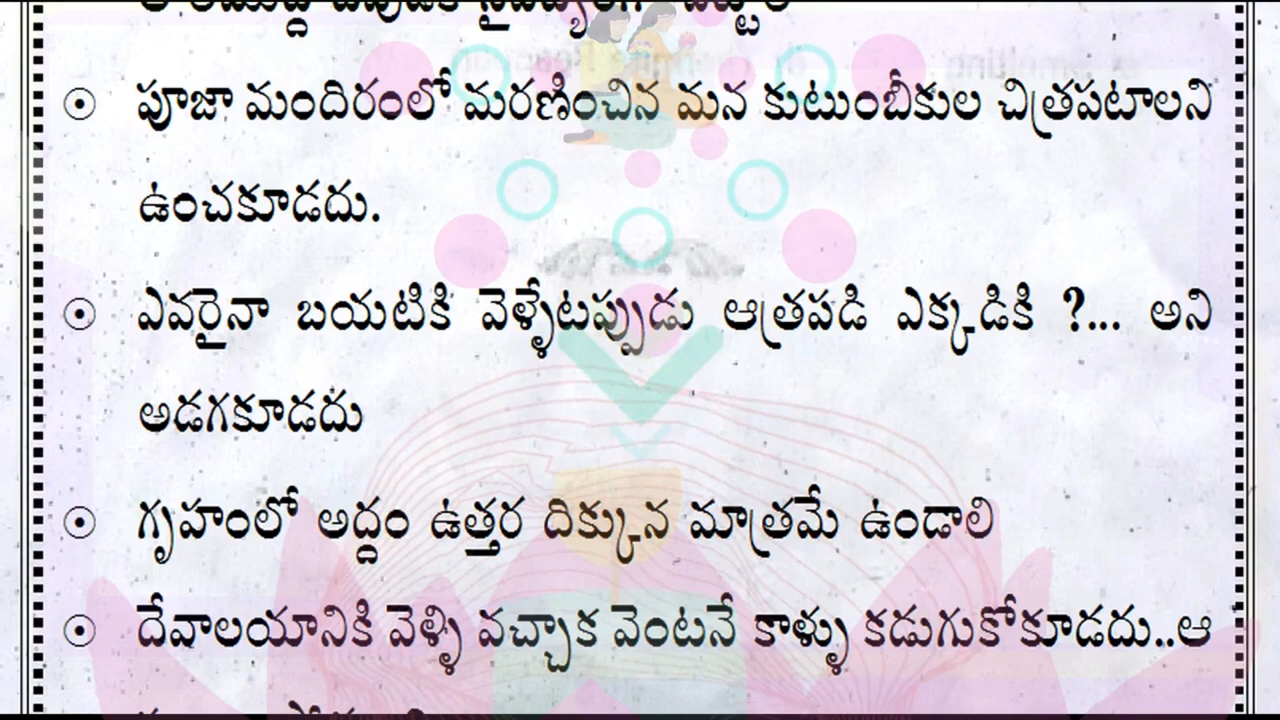 పూజా మందిరంలో మరణించిన మన కుటుంబీకుల చిత్రపటాలని
ఉంచకూడదు.
ఎవరైనా బయటికి వెళ్ళేటప్పుడు ఆత్రపడి ఎక్కడికి ?... అని
అడగకూడదు
గృహంలో అద్దం ఉత్తర దిక్కున మాత్రమే ఉండాలి
దేవాలయానికి వెళ్ళి వచ్చాక వెంటనే కాళ్ళు కడుగుకోకూడదు..ఆ